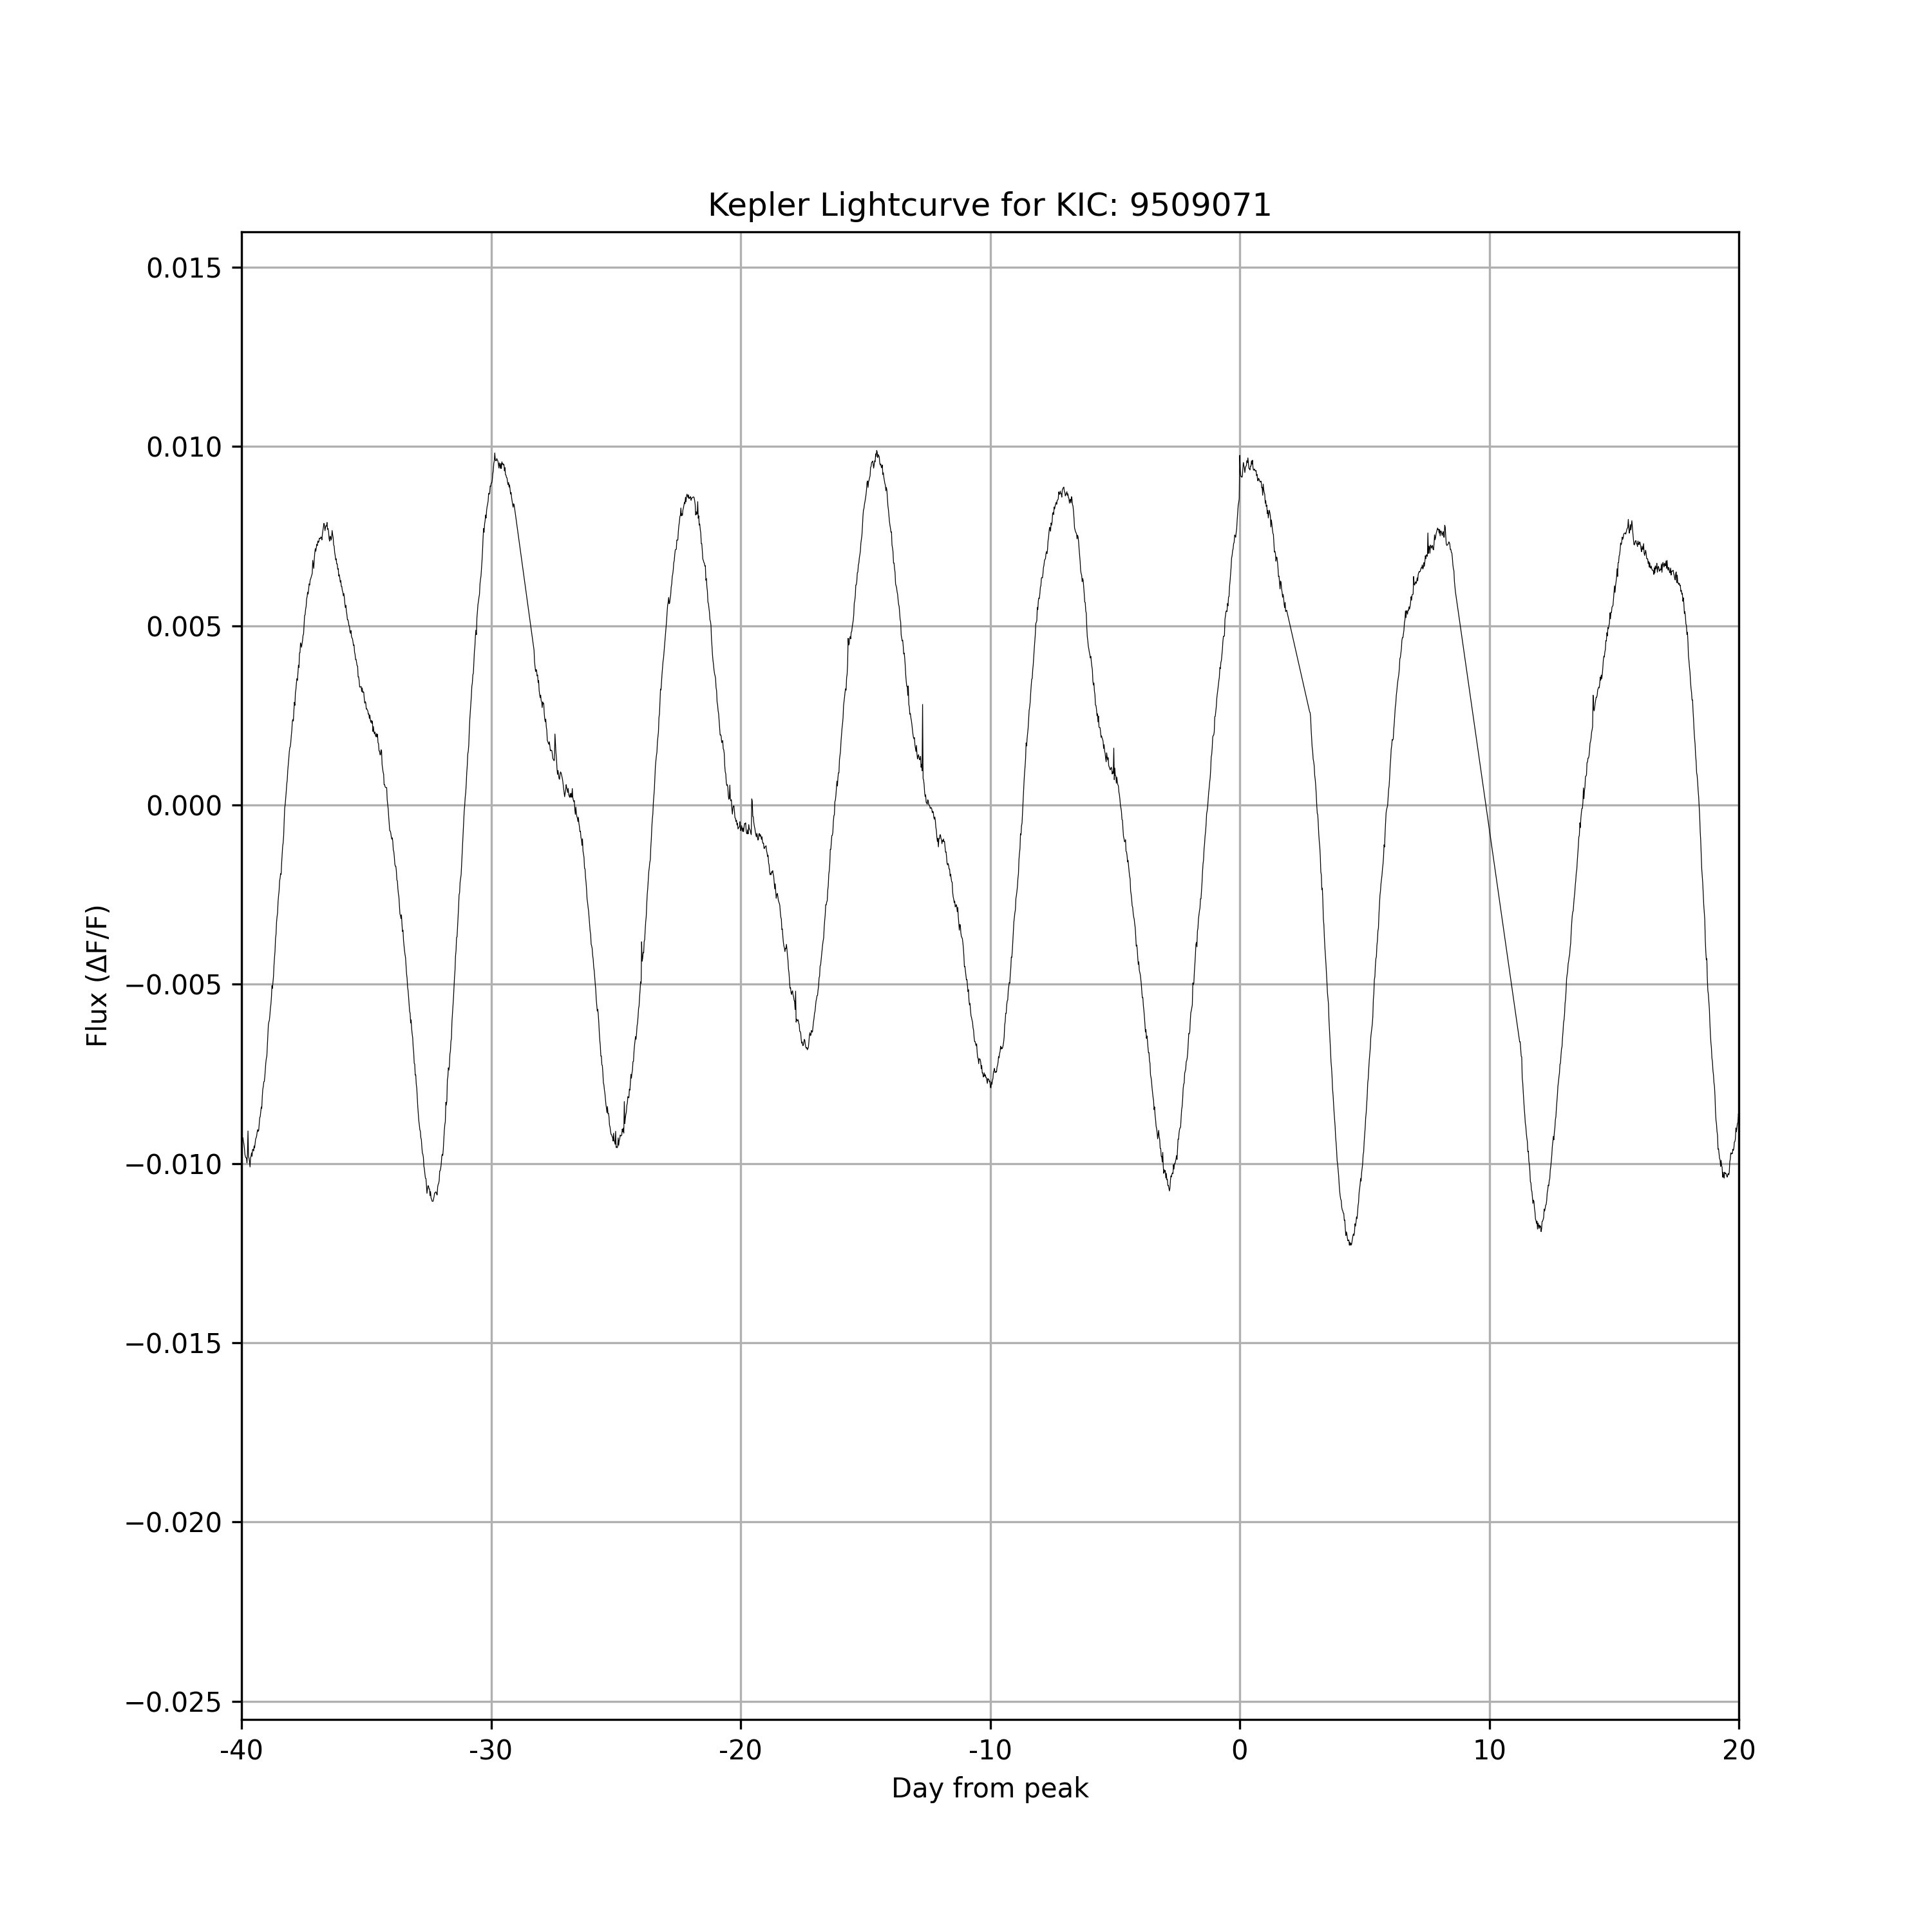 Kepler Lightcurve for KIC: 9509071
0.015
0.010
0.005
0.000
−0.005
−0.010
−0.015
−0.020
−0.025
Flux (ΔF/F)
-40 -30 -20 -10 0 10 20
Day from peak